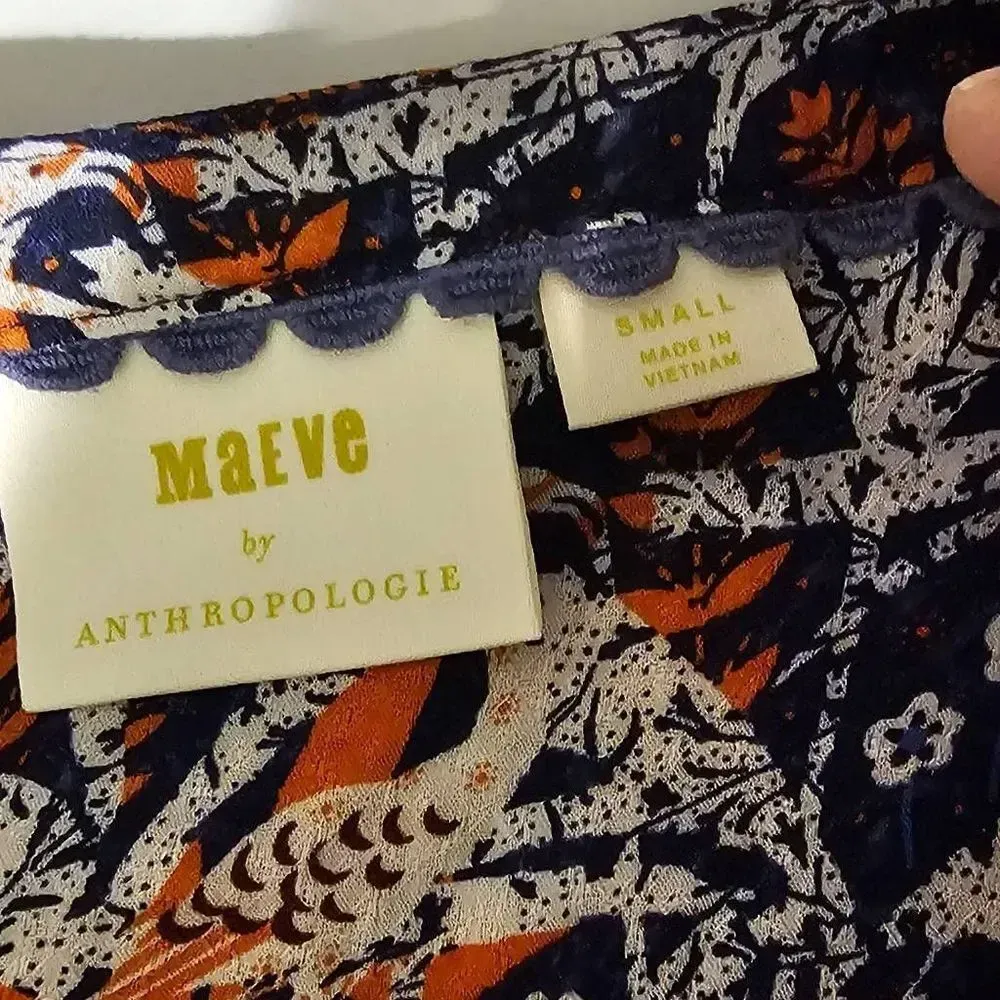 MaEVe
by
ANTHROPOLOGIE
SMALL
MADE IN
VIETNAM